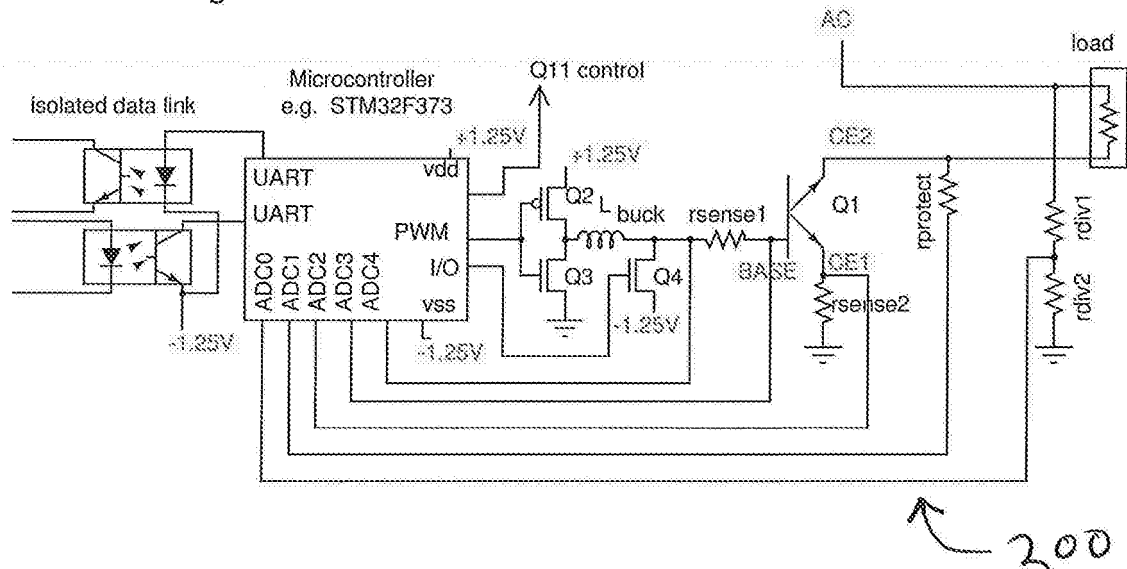 AC
load
Q11 control
Microcontroller
e.g. STM32F373
isolated data link
+1.25V
vdd
+1.25V
UART
UART
Q2
L
buck
rsense1
CE2
Q1
rprotect
rdiv1
PWM
I/O
Q3
Q4
BASE
CE1
ADC0
ADC1
ADC2
ADC3
ADC4
vss
rsense2
rdiv2
-1.25V
-1.25V
-1.25V
300